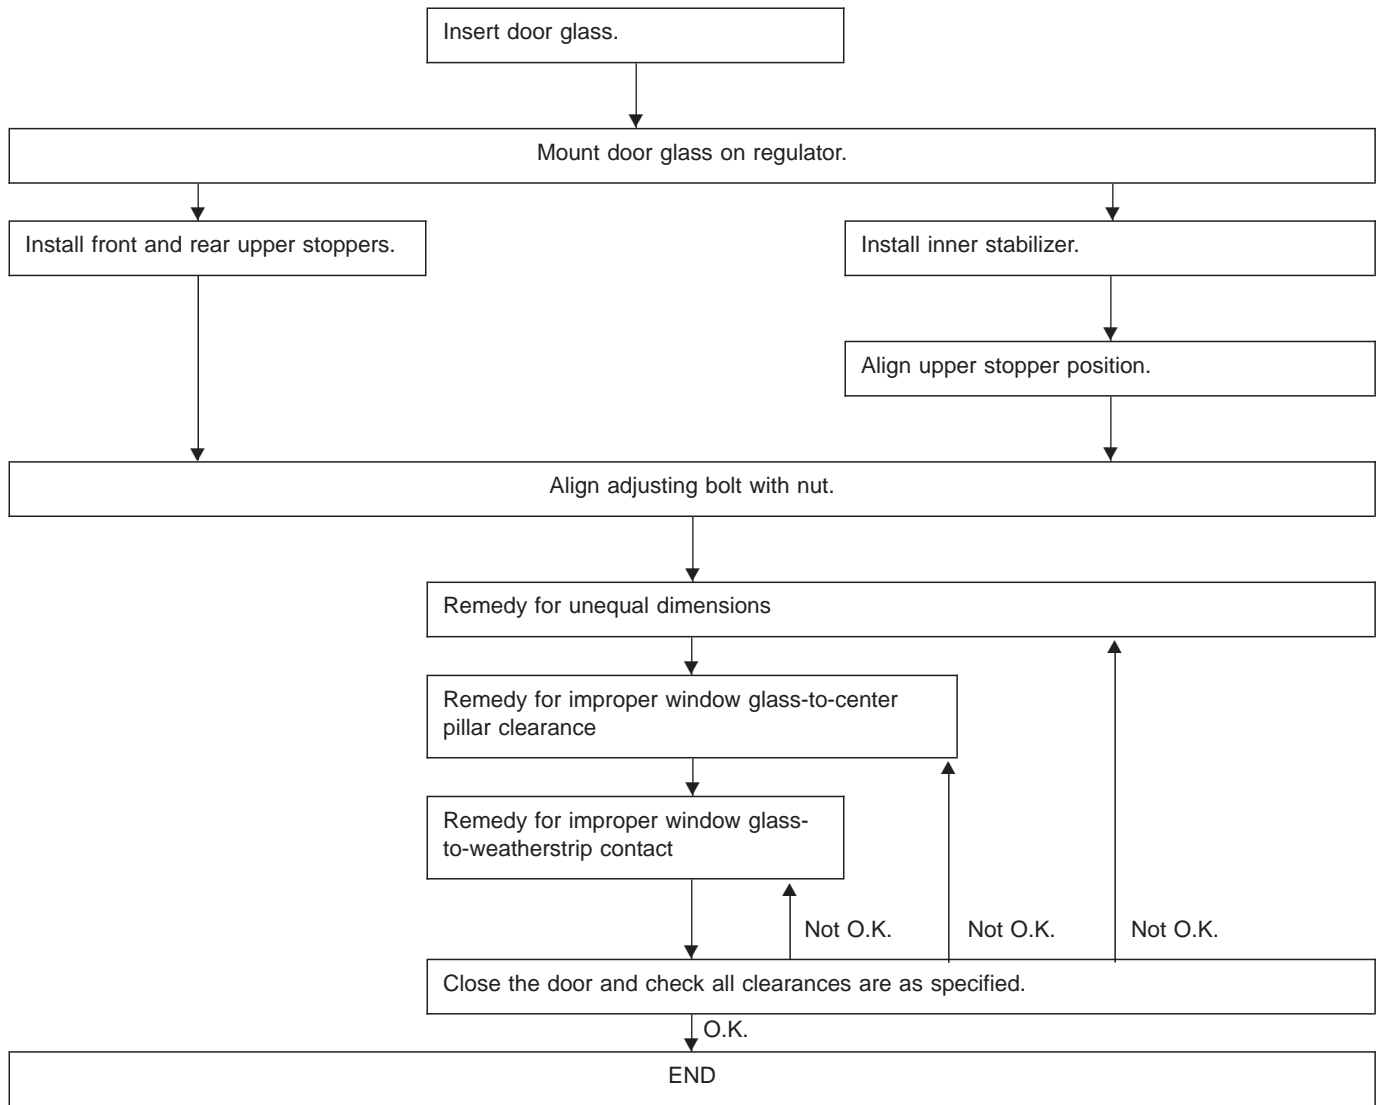 Insert door glass.
Mount door glass on regulator.
Install front and rear upper stoppers.
Install inner stabilizer.
Align upper stopper position.
Align adjusting bolt with nut.
Remedy for unequal dimensions
Remedy for improper window glass-to-center
pillar clearance
Remedy for improper window glass-
to-weatherstrip contact
Not O.K.
Not O.K.
Not O.K.
Close the door and check all clearances are as specified.
O.K.
END